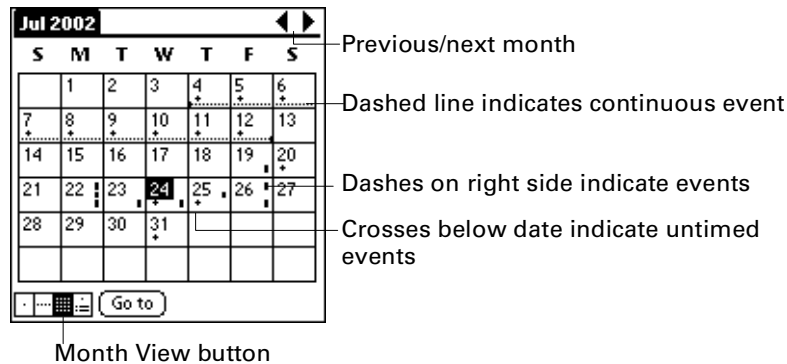 Jul 2002
Previous/next month
S M T W T F S
1 2 3 4 5 6
Dashed line indicates continuous event
7 8 9 10 11 12 13
14 15 16 17 18 19 20
21 22 23 24 25 26 27
Dashes on right side indicate events
28 29 30 31
Crosses below date indicate untimed
events
Go to
Month View button